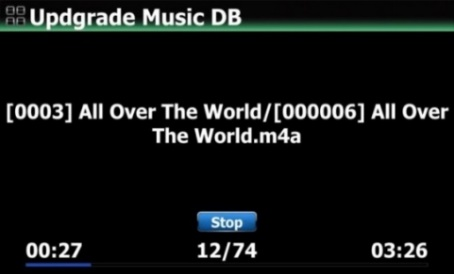 Updgrade Music DB
[0003] All Over The World/[000006] All Over
The World.m4a
Stop
00:27 12/74 03:26